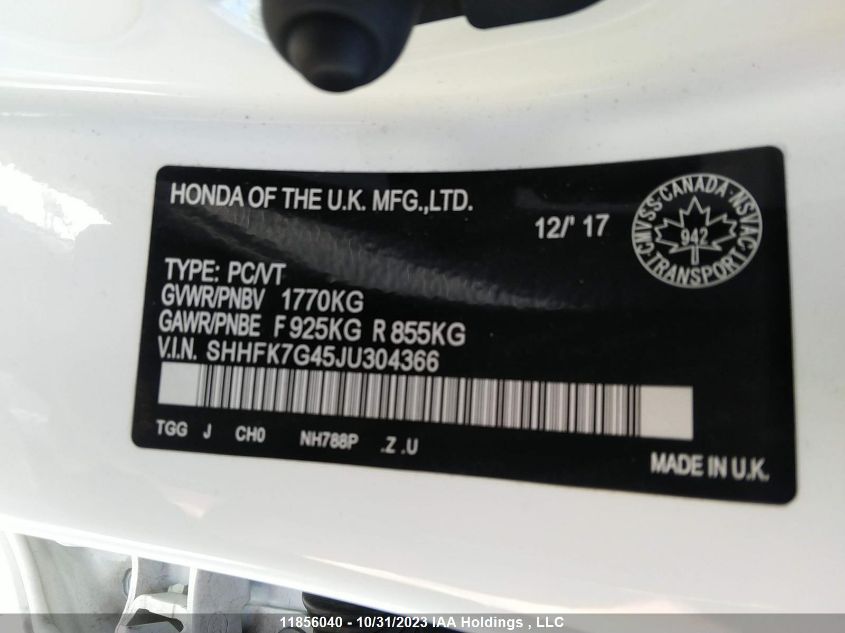 HONDA OF THE U.K. MFG.,LTD.
12/' 17
CMVSS · CANADA · NSVAC
942
TRANSPORT
TYPE: PC/VT
GVWR/PNBV 1770KG
GAWR/PNBE F 925KG R 855KG
V.I.N. SHHFK7G45JU304366
TGG J CH0 NH788P .Z .U
MADE IN U.K.
11856040 - 10/31/2023 IAA Holdings , LLC